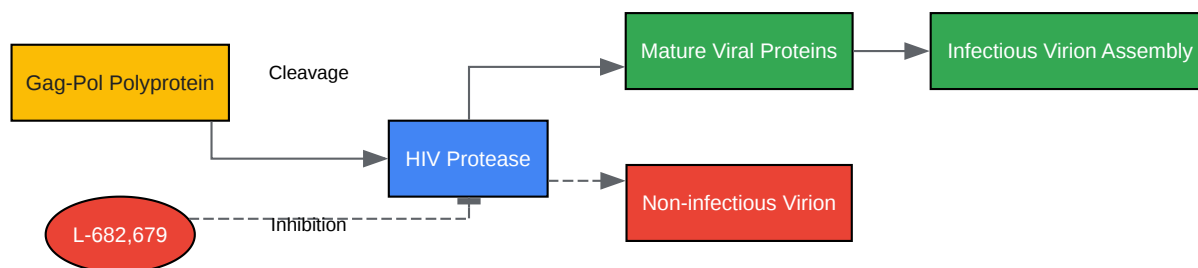 Gag-Pol Polyprotein
Cleavage
HIV Protease
Mature Viral Proteins
Infectious Virion Assembly
Non-infectious Virion
L-682,679
Inhibition